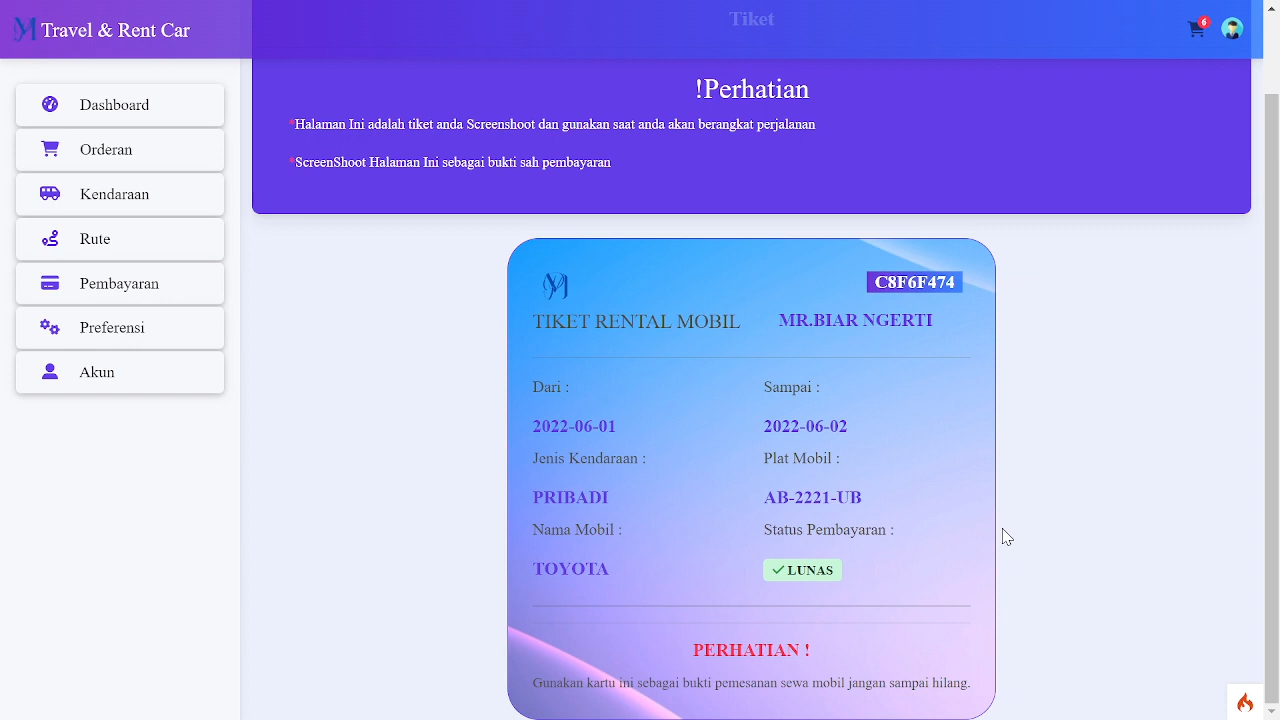 Travel & Rent Car
Tiket
6
Dashboard
Orderan
Kendaraan
Rute
Pembayaran
Preferensi
Akun
!Perhatian
*Halaman Ini adalah tiket anda Screenshoot dan gunakan saat anda akan berangkat perjalanan
*ScreenShoot Halaman Ini sebagai bukti sah pembayaran
C8F6F474
TIKET RENTAL MOBIL
MR.BIAR NGERTI
Dari :
Sampai :
2022-06-01
2022-06-02
Jenis Kendaraan :
Plat Mobil :
PRIBADI
AB-2221-UB
Nama Mobil :
Status Pembayaran :
TOYOTA
LUNAS
PERHATIAN !
Gunakan kartu ini sebagai bukti pemesanan sewa mobil jangan sampai hilang.